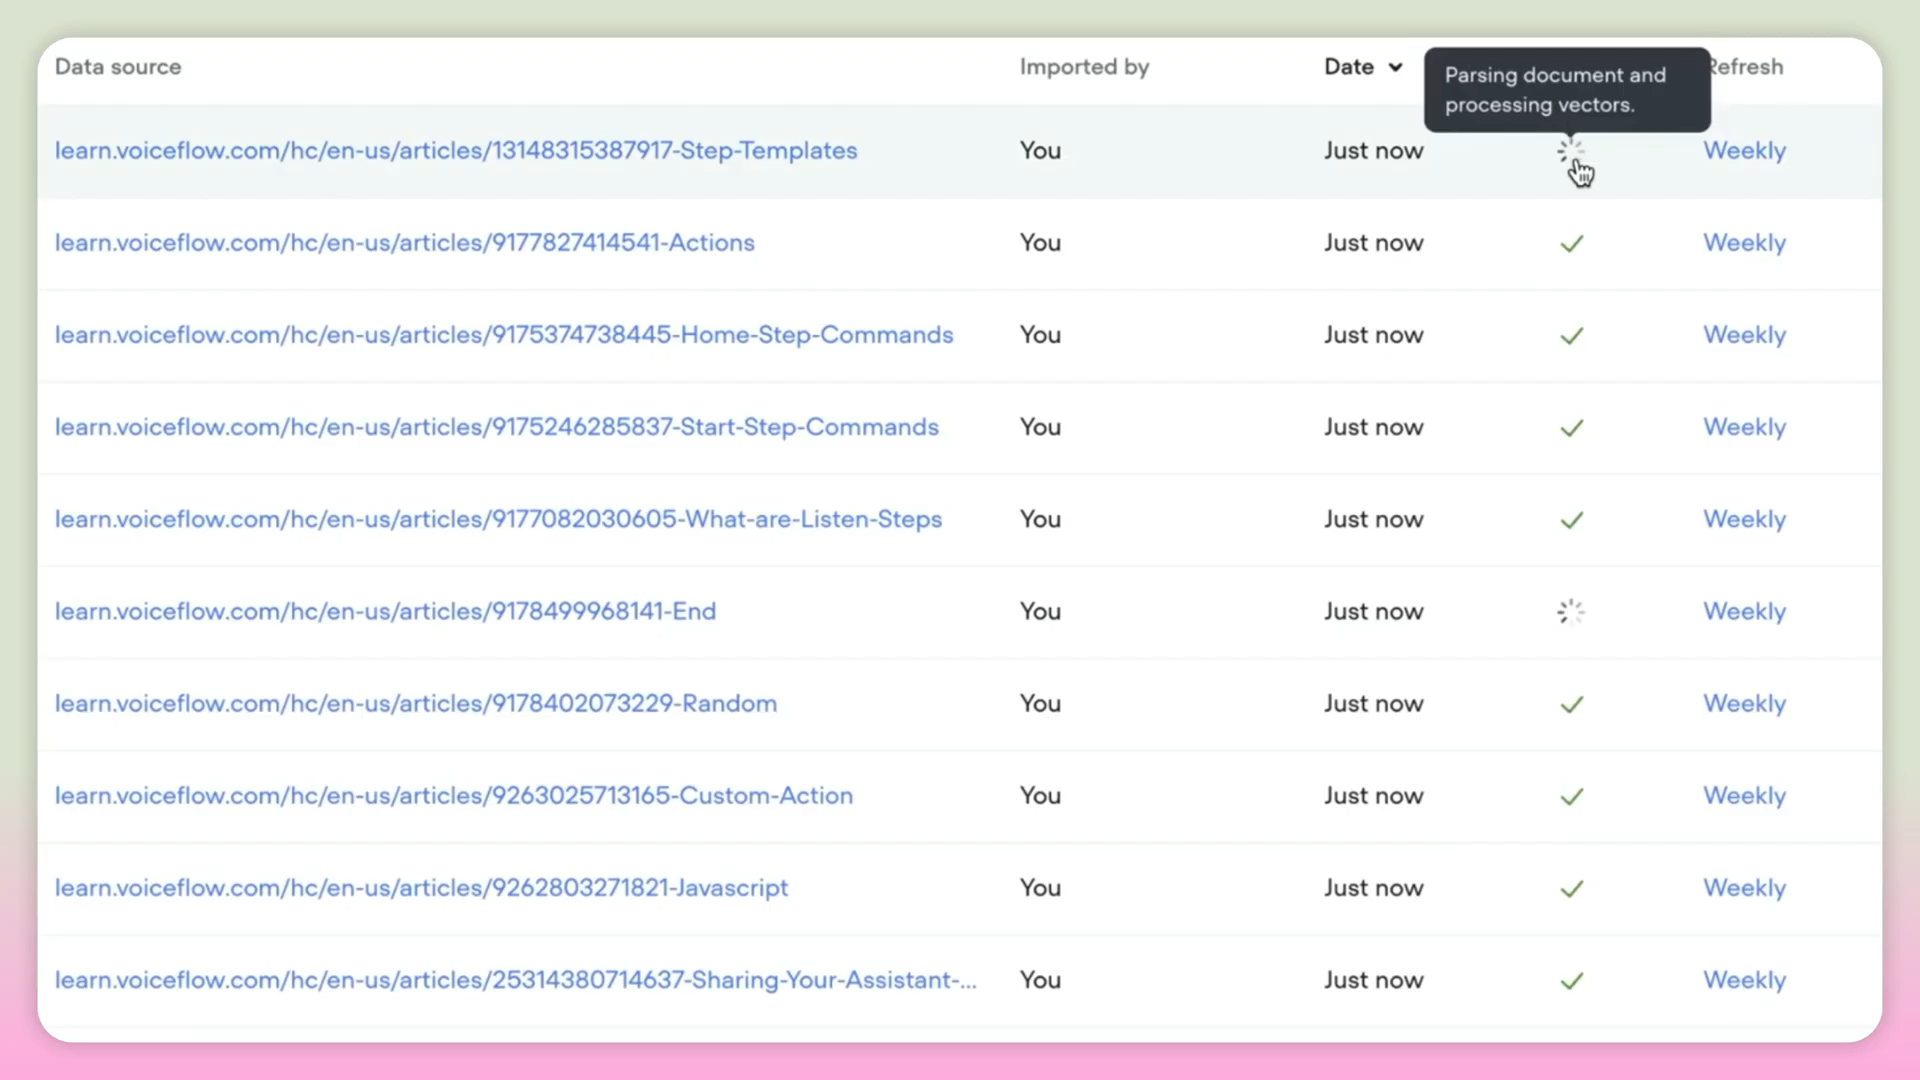 Data source Imported by Date Refresh
Parsing document and
processing vectors.
learn.voiceflow.com/hc/en-us/articles/13148315387917-Step-Templates You Just now Weekly
learn.voiceflow.com/hc/en-us/articles/9177827414541-Actions You Just now Weekly
learn.voiceflow.com/hc/en-us/articles/9175374738445-Home-Step-Commands You Just now Weekly
learn.voiceflow.com/hc/en-us/articles/9175246285837-Start-Step-Commands You Just now Weekly
learn.voiceflow.com/hc/en-us/articles/9177082030605-What-are-Listen-Steps You Just now Weekly
learn.voiceflow.com/hc/en-us/articles/9178499968141-End You Just now Weekly
learn.voiceflow.com/hc/en-us/articles/9178402073229-Random You Just now Weekly
learn.voiceflow.com/hc/en-us/articles/9263025713165-Custom-Action You Just now Weekly
learn.voiceflow.com/hc/en-us/articles/9262803271821-Javascript You Just now Weekly
learn.voiceflow.com/hc/en-us/articles/25314380714637-Sharing-Your-Assistant-... You Just now Weekly